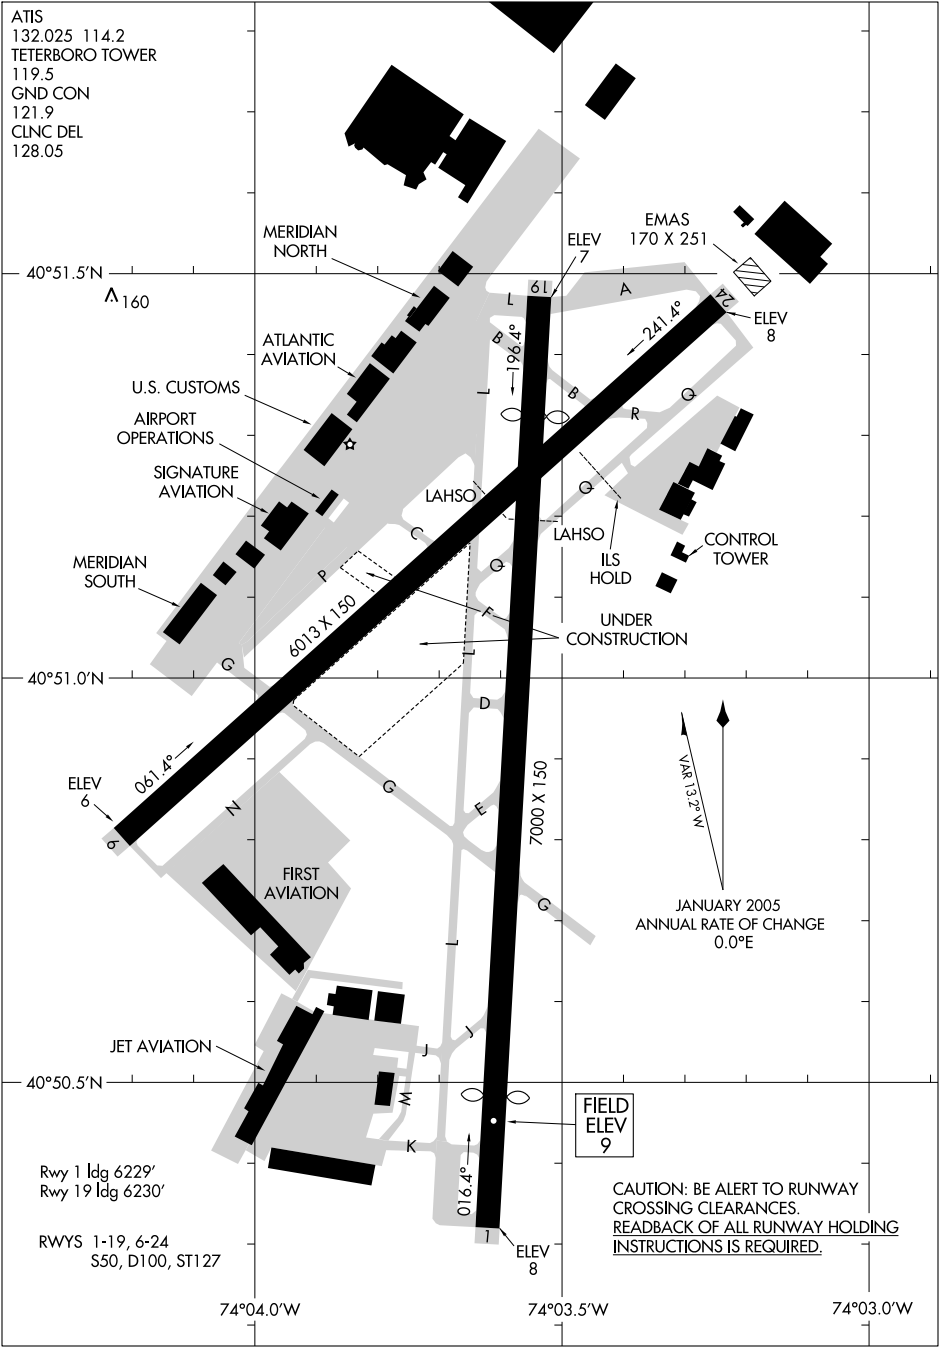 ATIS
132.025 114.2
TETERBORO TOWER
119.5
GND CON
121.9
CLNC DEL
128.05
MERIDIAN
NORTH
ELEV
7
EMAS
170 X 251
40°51.5'N
160
L
19
A
24
241.4°
ELEV
8
ATLANTIC
AVIATION
B
196.4°
U.S. CUSTOMS
L
B
Q
R
AIRPORT
OPERATIONS
SIGNATURE
AVIATION
LAHSO
Q
C
LAHSO
ILS
HOLD
CONTROL
TOWER
MERIDIAN
SOUTH
P
Q
6013 X 150
F
UNDER
CONSTRUCTION
G
L
40°51.0'N
D
061.4°
ELEV
6
G
N
E
7000 X 150
VAR 13.2° W
6
FIRST
AVIATION
G
JANUARY 2005
ANNUAL RATE OF CHANGE
0.0°E
L
J
JET AVIATION
J
40°50.5'N
M
FIELD
ELEV
9
K
016.4°
Rwy 1 ldg 6229'
Rwy 19 ldg 6230'
CAUTION: BE ALERT TO RUNWAY
CROSSING CLEARANCES.
READBACK OF ALL RUNWAY HOLDING
INSTRUCTIONS IS REQUIRED.
RWYS 1-19, 6-24
S50, D100, ST127
1
ELEV
8
74°04.0'W
74°03.5'W
74°03.0'W